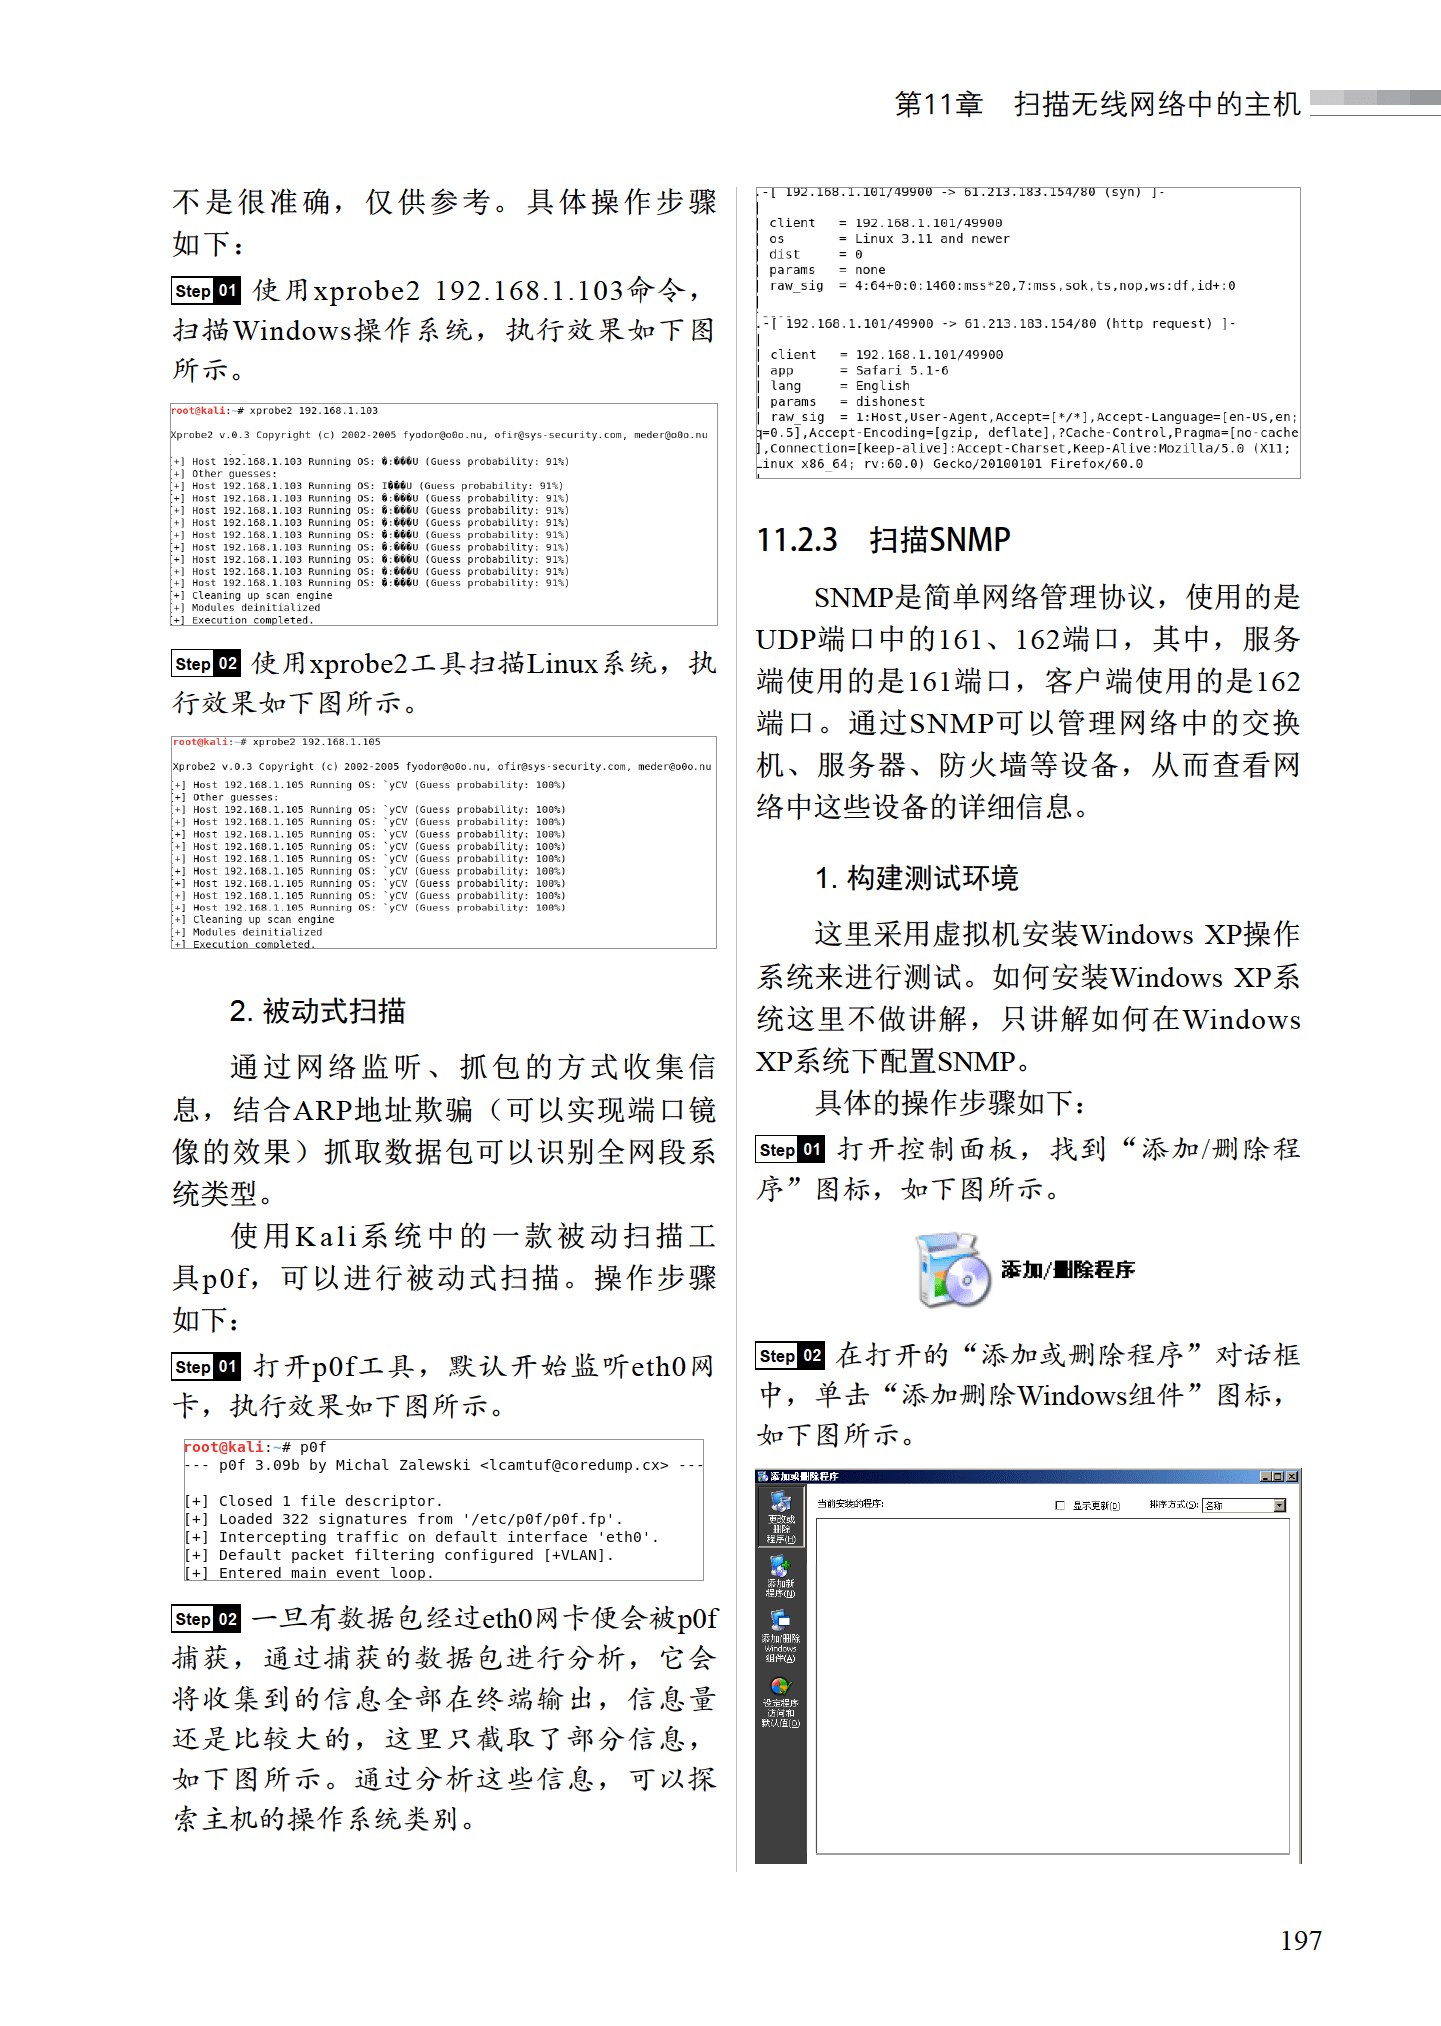 第11章　扫描无线网络中的主机
不是很准确，仅供参考。具体操作步骤
如下：
Step 01 使用xprobe2 192.168.1.103命令，
扫描Windows操作系统，执行效果如下图
所示。
root@kali:~# xprobe2 192.168.1.103
Xprobe2 v.0.3 Copyright (c) 2002-2005 fyodor@o0o.nu, ofir@sys-security.com, meder@o0o.nu
[+] Host 192.168.1.103 Running OS: �:���U (Guess probability: 91%)
[+] Other guesses:
[+] Host 192.168.1.103 Running OS: I���U (Guess probability: 91%)
[+] Host 192.168.1.103 Running OS: �:���U (Guess probability: 91%)
[+] Host 192.168.1.103 Running OS: �:���U (Guess probability: 91%)
[+] Host 192.168.1.103 Running OS: �:���U (Guess probability: 91%)
[+] Host 192.168.1.103 Running OS: �:���U (Guess probability: 91%)
[+] Host 192.168.1.103 Running OS: �:���U (Guess probability: 91%)
[+] Host 192.168.1.103 Running OS: �:���U (Guess probability: 91%)
[+] Host 192.168.1.103 Running OS: �:���U (Guess probability: 91%)
[+] Host 192.168.1.103 Running OS: �:���U (Guess probability: 91%)
[+] Cleaning up scan engine
[+] Modules deinitialized
[+] Execution completed.
Step 02 使用xprobe2工具扫描Linux系统，执
行效果如下图所示。
root@kali:~# xprobe2 192.168.1.105
Xprobe2 v.0.3 Copyright (c) 2002-2005 fyodor@o0o.nu, ofir@sys-security.com, meder@o0o.nu
[+] Host 192.168.1.105 Running OS: `yCV (Guess probability: 100%)
[+] Other guesses:
[+] Host 192.168.1.105 Running OS: `yCV (Guess probability: 100%)
[+] Host 192.168.1.105 Running OS: `yCV (Guess probability: 100%)
[+] Host 192.168.1.105 Running OS: `yCV (Guess probability: 100%)
[+] Host 192.168.1.105 Running OS: `yCV (Guess probability: 100%)
[+] Host 192.168.1.105 Running OS: `yCV (Guess probability: 100%)
[+] Host 192.168.1.105 Running OS: `yCV (Guess probability: 100%)
[+] Host 192.168.1.105 Running OS: `yCV (Guess probability: 100%)
[+] Host 192.168.1.105 Running OS: `yCV (Guess probability: 100%)
[+] Host 192.168.1.105 Running OS: `yCV (Guess probability: 100%)
[+] Cleaning up scan engine
[+] Modules deinitialized
[+] Execution completed.
2. 被动式扫描
通过网络监听、抓包的方式收集信
息，结合ARP地址欺骗（可以实现端口镜
像的效果）抓取数据包可以识别全网段系
统类型。
使用Kali系统中的一款被动扫描工
具p0f，可以进行被动式扫描。操作步骤
如下：
Step 01 打开p0f工具，默认开始监听eth0网
卡，执行效果如下图所示。
root@kali:~# p0f
--- p0f 3.09b by Michal Zalewski <lcamtuf@coredump.cx> ---
[+] Closed 1 file descriptor.
[+] Loaded 322 signatures from '/etc/p0f/p0f.fp'.
[+] Intercepting traffic on default interface 'eth0'.
[+] Default packet filtering configured [+VLAN].
[+] Entered main event loop.
Step 02 一旦有数据包经过eth0网卡便会被p0f
捕获，通过捕获的数据包进行分析，它会
将收集到的信息全部在终端输出，信息量
还是比较大的，这里只截取了部分信息，
如下图所示。通过分析这些信息，可以探
索主机的操作系统类别。
.-[ 192.168.1.101/49900 -> 61.213.183.154/80 (syn) ]-
|
| client   = 192.168.1.101/49900
| os       = Linux 3.11 and newer
| dist     = 0
| params   = none
| raw_sig  = 4:64+0:0:1460:mss*20,7:mss,sok,ts,nop,ws:df,id+:0
|
`----
.-[ 192.168.1.101/49900 -> 61.213.183.154/80 (http request) ]-
|
| client   = 192.168.1.101/49900
| app      = Safari 5.1-6
| lang     = English
| params   = dishonest
| raw_sig  = 1:Host,User-Agent,Accept=[*/*],Accept-Language=[en-US,en;
q=0.5],Accept-Encoding=[gzip, deflate],?Cache-Control,Pragma=[no-cache
],Connection=[keep-alive]:Accept-Charset,Keep-Alive:Mozilla/5.0 (X11;
Linux x86_64; rv:60.0) Gecko/20100101 Firefox/60.0
11.2.3　扫描SNMP
SNMP是简单网络管理协议，使用的是
UDP端口中的161、162端口，其中，服务
端使用的是161端口，客户端使用的是162
端口。通过SNMP可以管理网络中的交换
机、服务器、防火墙等设备，从而查看网
络中这些设备的详细信息。
1. 构建测试环境
这里采用虚拟机安装Windows XP操作
系统来进行测试。如何安装Windows XP系
统这里不做讲解，只讲解如何在Windows
XP系统下配置SNMP。
具体的操作步骤如下：
Step 01 打开控制面板，找到“添加/删除程
序”图标，如下图所示。
添加/删除程序
Step 02 在打开的“添加或删除程序”对话框
中，单击“添加删除Windows组件”图标，
如下图所示。
添加或删除程序
当前安装的程序:
显示更新(D)
排序方式(S): 名称
更改或
删除
程序(H)
添加新
程序(N)
添加/删除
Windows
组件(A)
设定程序
访问和
默认值(O)
197